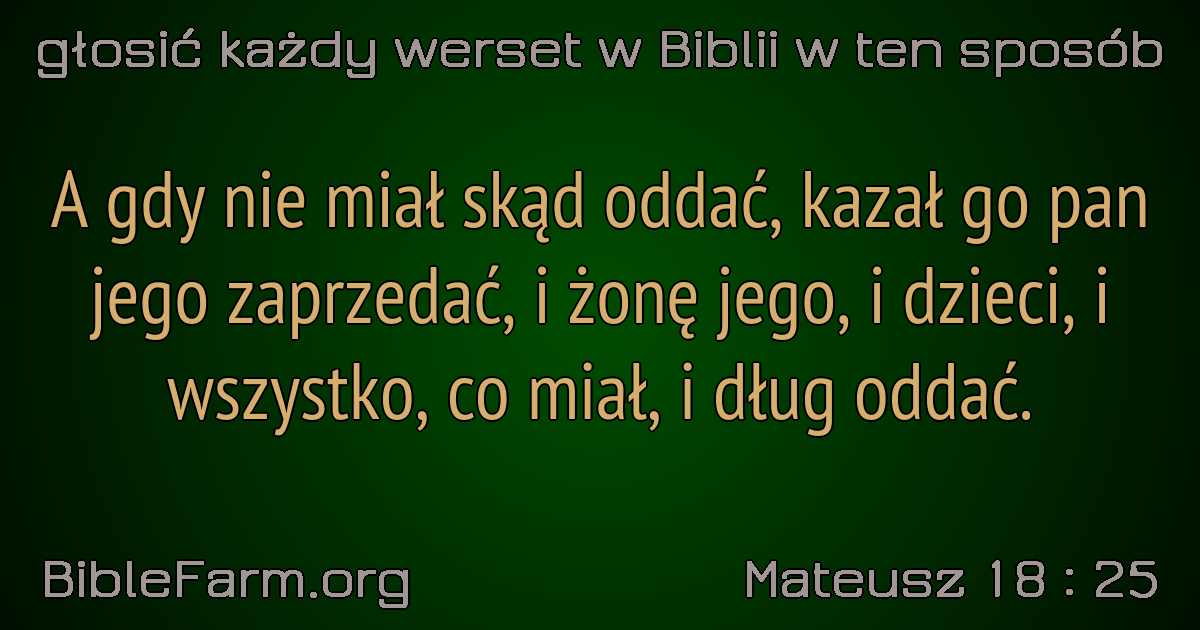 głosić każdy werset w Biblii w ten sposób
A gdy nie miał skąd oddać, kazał go pan
jego zaprzedać, i żonę jego, i dzieci, i
wszystko, co miał, i dług oddać.
BibleFarm.org
Mateusz 18 : 25